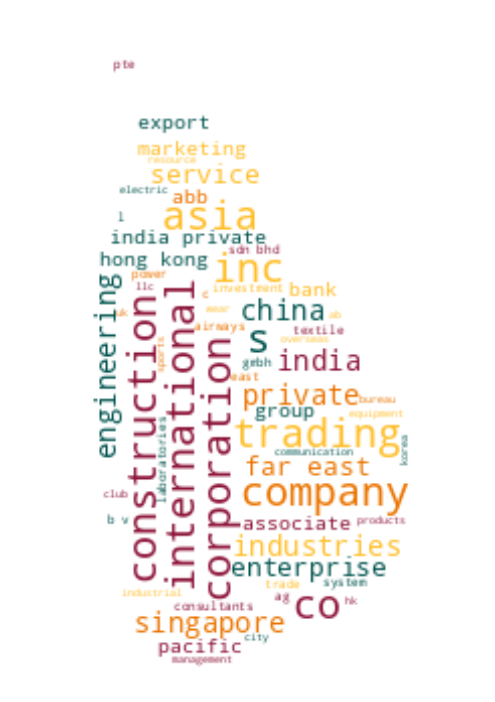 pte
export
marketing
resource
service
electric
abb
asia
l
india private
sdn bhd
hong kong
inc
power
llc
investment
bank
c
engineering
construction
international
china
uk
wear
ab
airways
textile
s
overseas
sports
corporation
gmbh
india
east
private
bureau
group
equipment
trading
laboratories
communication
korea
far east
company
club
b v
associate
products
industries
enterprise
system
trade
industrial
ag
co
hk
consultants
singapore
city
pacific
management